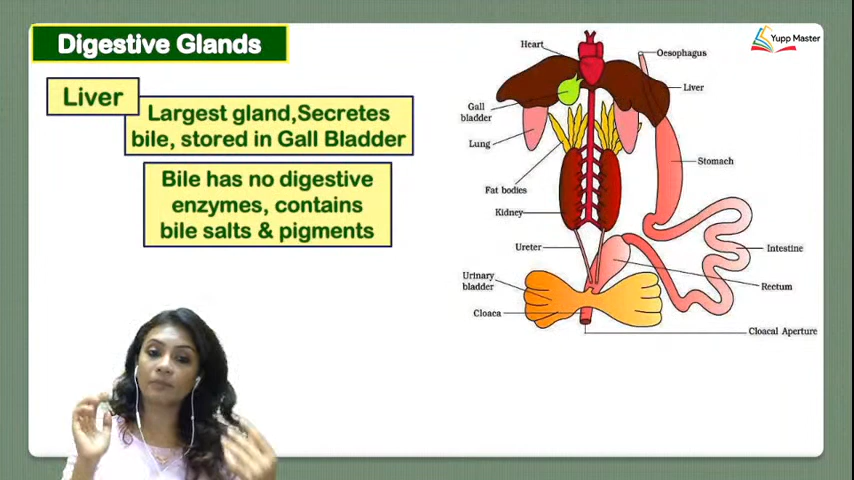 Digestive Glands
Yupp Master
Liver
Largest gland,Secretes
bile, stored in Gall Bladder
Bile has no digestive
enzymes, contains
bile salts & pigments
Heart
Oesophagus
Liver
Gall
bladder
Lung
Stomach
Fat bodies
Kidney
Ureter
Intestine
Urinary
bladder
Rectum
Cloaca
Cloacal Aperture